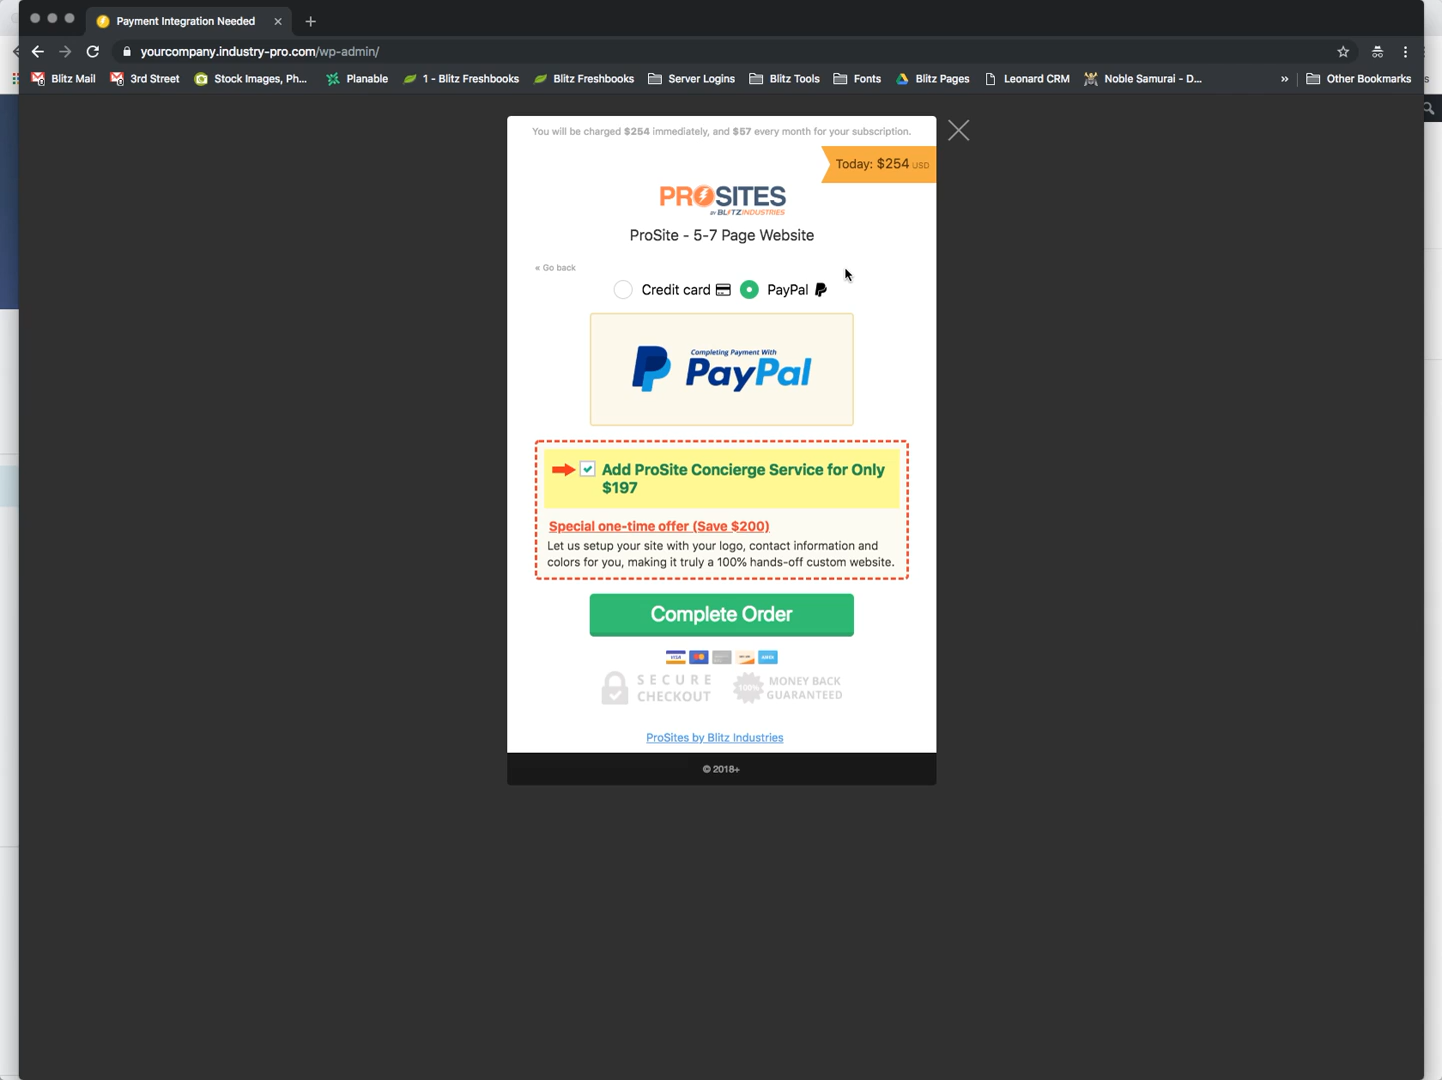 Payment Integration Needed
yourcompany.industry-pro.com/wp-admin/
Blitz Mail
3rd Street
Stock Images, Ph...
Planable
1 - Blitz Freshbooks
Blitz Freshbooks
Server Logins
Blitz Tools
Fonts
Blitz Pages
Leonard CRM
Noble Samurai - D...
»
Other Bookmarks
You will be charged $254 immediately, and $57 every month for your subscription.
Today: $254 USD
PROSITES
BY BLITZINDUSTRIES
ProSite - 5-7 Page Website
« Go back
Credit card
PayPal
Completing Payment With
PayPal
Add ProSite Concierge Service for Only
$197
Special one-time offer (Save $200)
Let us setup your site with your logo, contact information and
colors for you, making it truly a 100% hands-off custom website.
Complete Order
VISA
SECURE
CHECKOUT
100%
MONEY BACK
GUARANTEED
ProSites by Blitz Industries
© 2018+